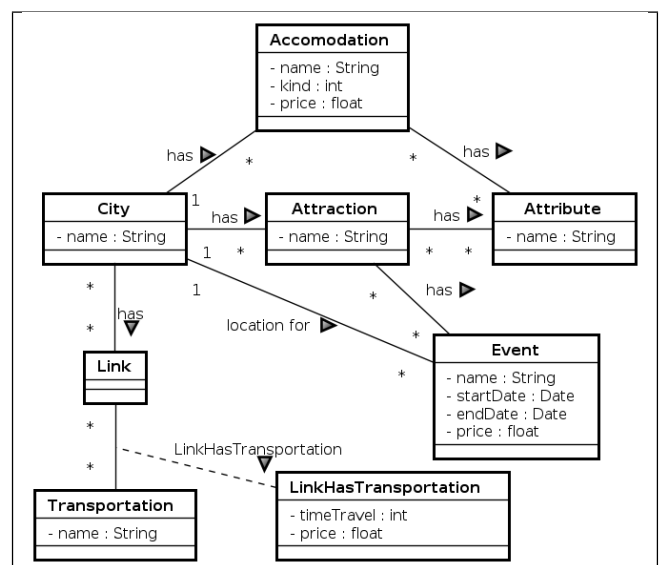 Accomodation
- name : String
- kind : int
- price : float
has
*
*
has
1
*
City
- name : String
has
1
*
Attraction
- name : String
has
*
*
Attribute
- name : String
*
*
has
1
location for
*
*
has
*
*
Link
Event
- name : String
- startDate : Date
- endDate : Date
- price : float
*
*
LinkHasTransportation
Transportation
- name : String
LinkHasTransportation
- timeTravel : int
- price : float